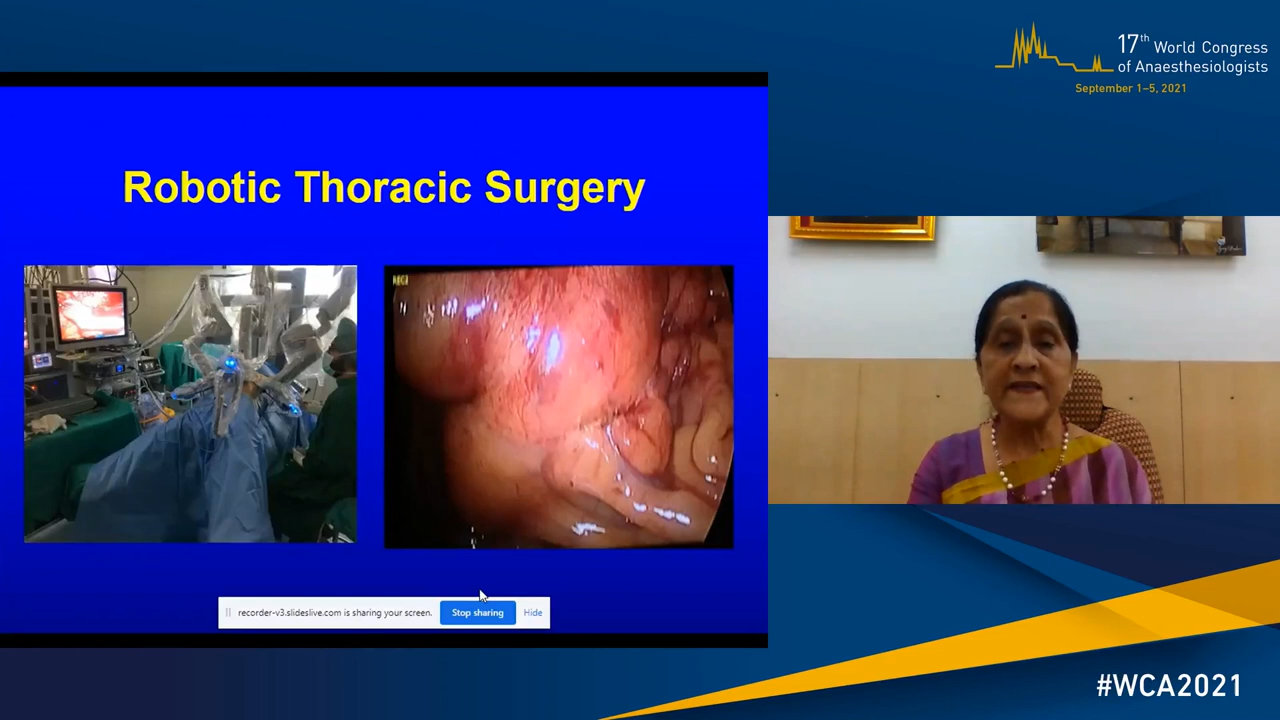 17th World Congress
of Anaesthesiologists
September 1–5, 2021
Robotic Thoracic Surgery
recorder-v3.slideslive.com is sharing your screen.
Stop sharing
Hide
#WCA2021